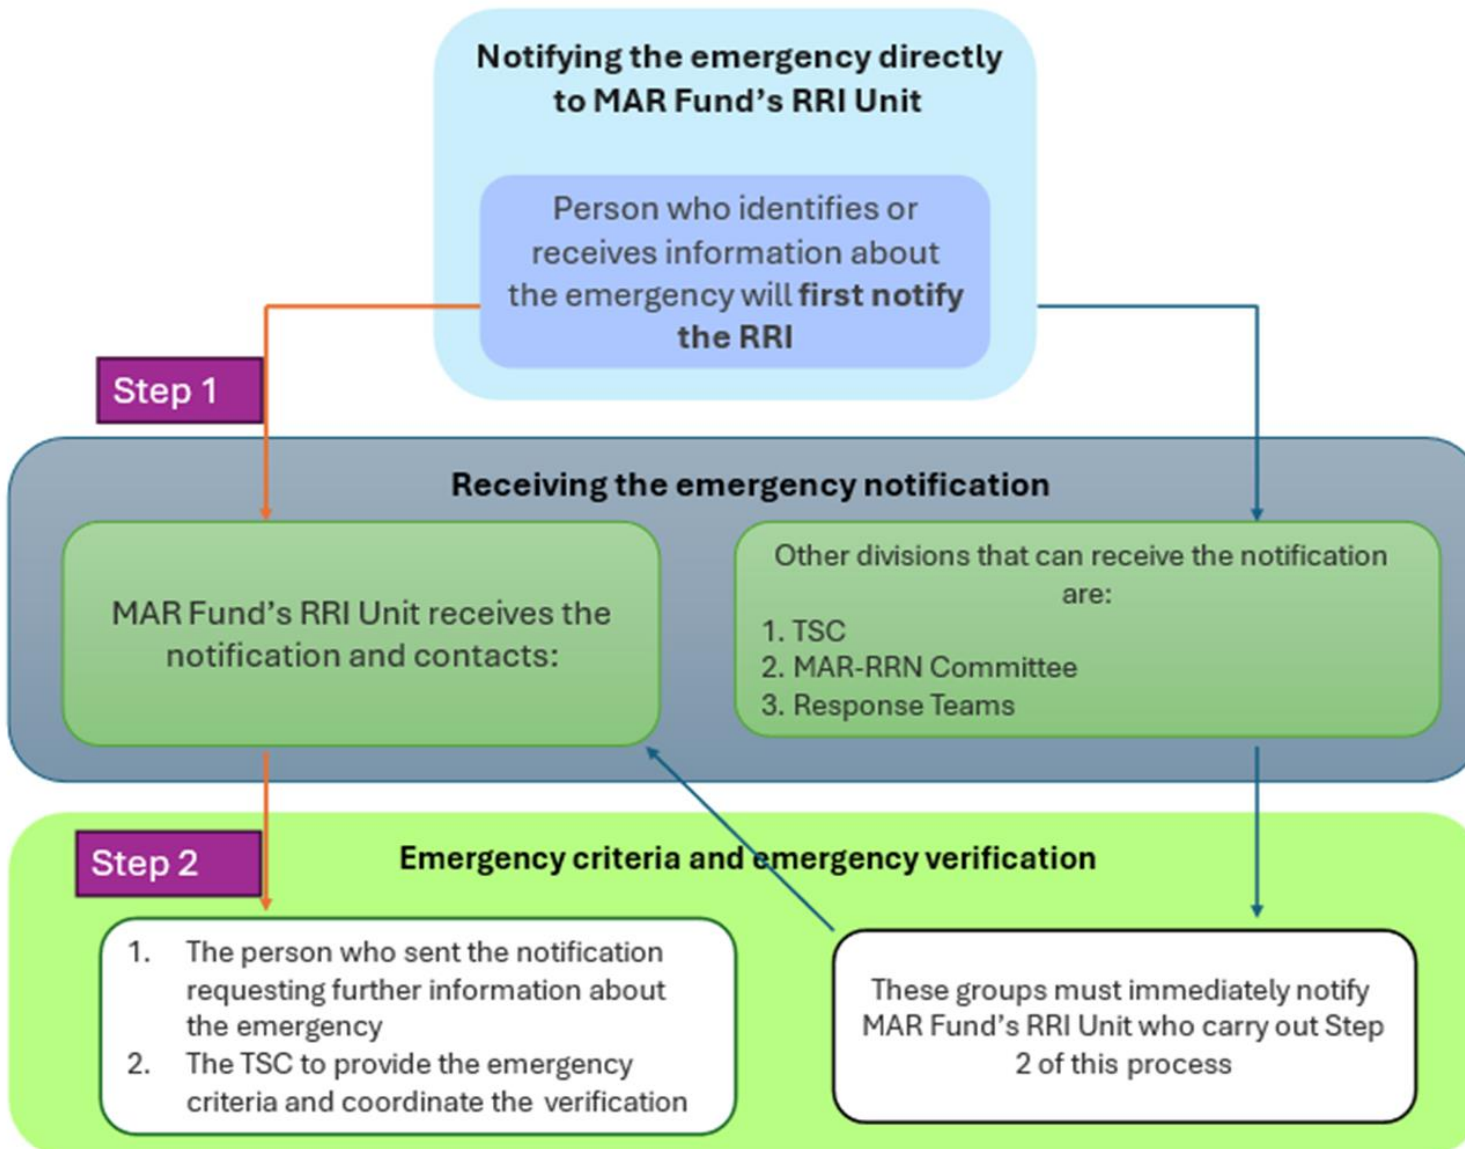 Notifying the emergency directly
to MAR Fund’s RRI Unit
Person who identifies or
receives information about
the emergency will first notify
the RRI
Step 1
Receiving the emergency notification
MAR Fund’s RRI Unit receives the
notification and contacts:
Other divisions that can receive the notification
are:
1. TSC
2. MAR-RRN Committee
3. Response Teams
Step 2
Emergency criteria and emergency verification
1. The person who sent the notification
requesting further information about
the emergency
2. The TSC to provide the emergency
criteria and coordinate the verification
These groups must immediately notify
MAR Fund’s RRI Unit who carry out Step
2 of this process